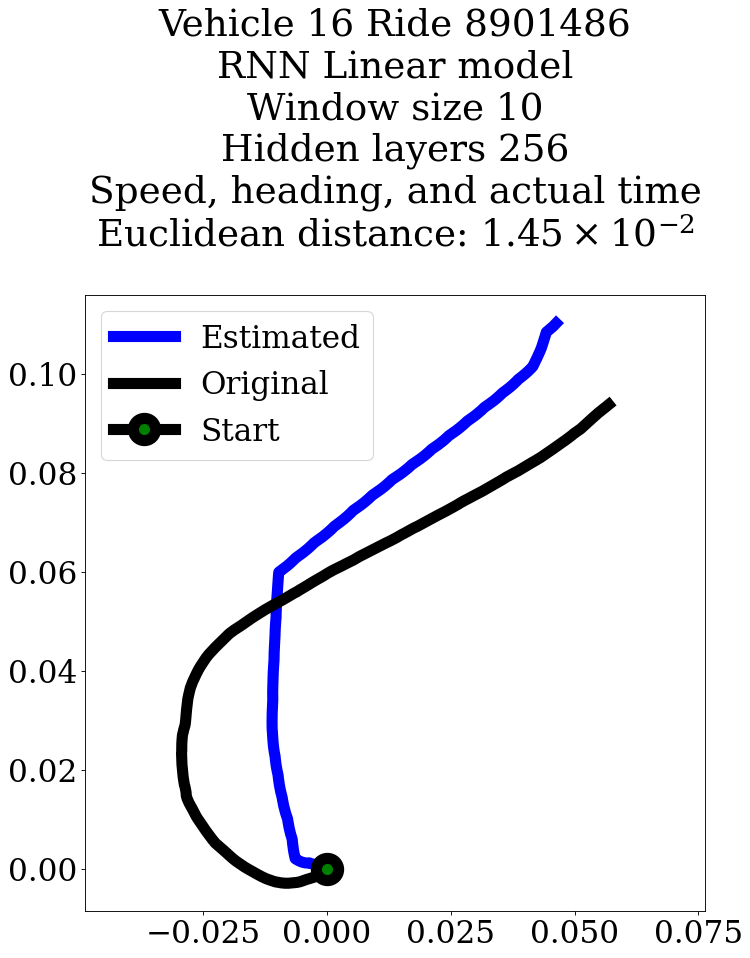 Vehicle 16 Ride 8901486
RNN Linear model
Window size 10
Hidden layers 256
Speed, heading, and actual time
Euclidean distance: 1.45 × 10⁻²
Estimated
Original
Start
0.10
0.08
0.06
0.04
0.02
0.00
−0.025 0.000 0.025 0.050 0.075